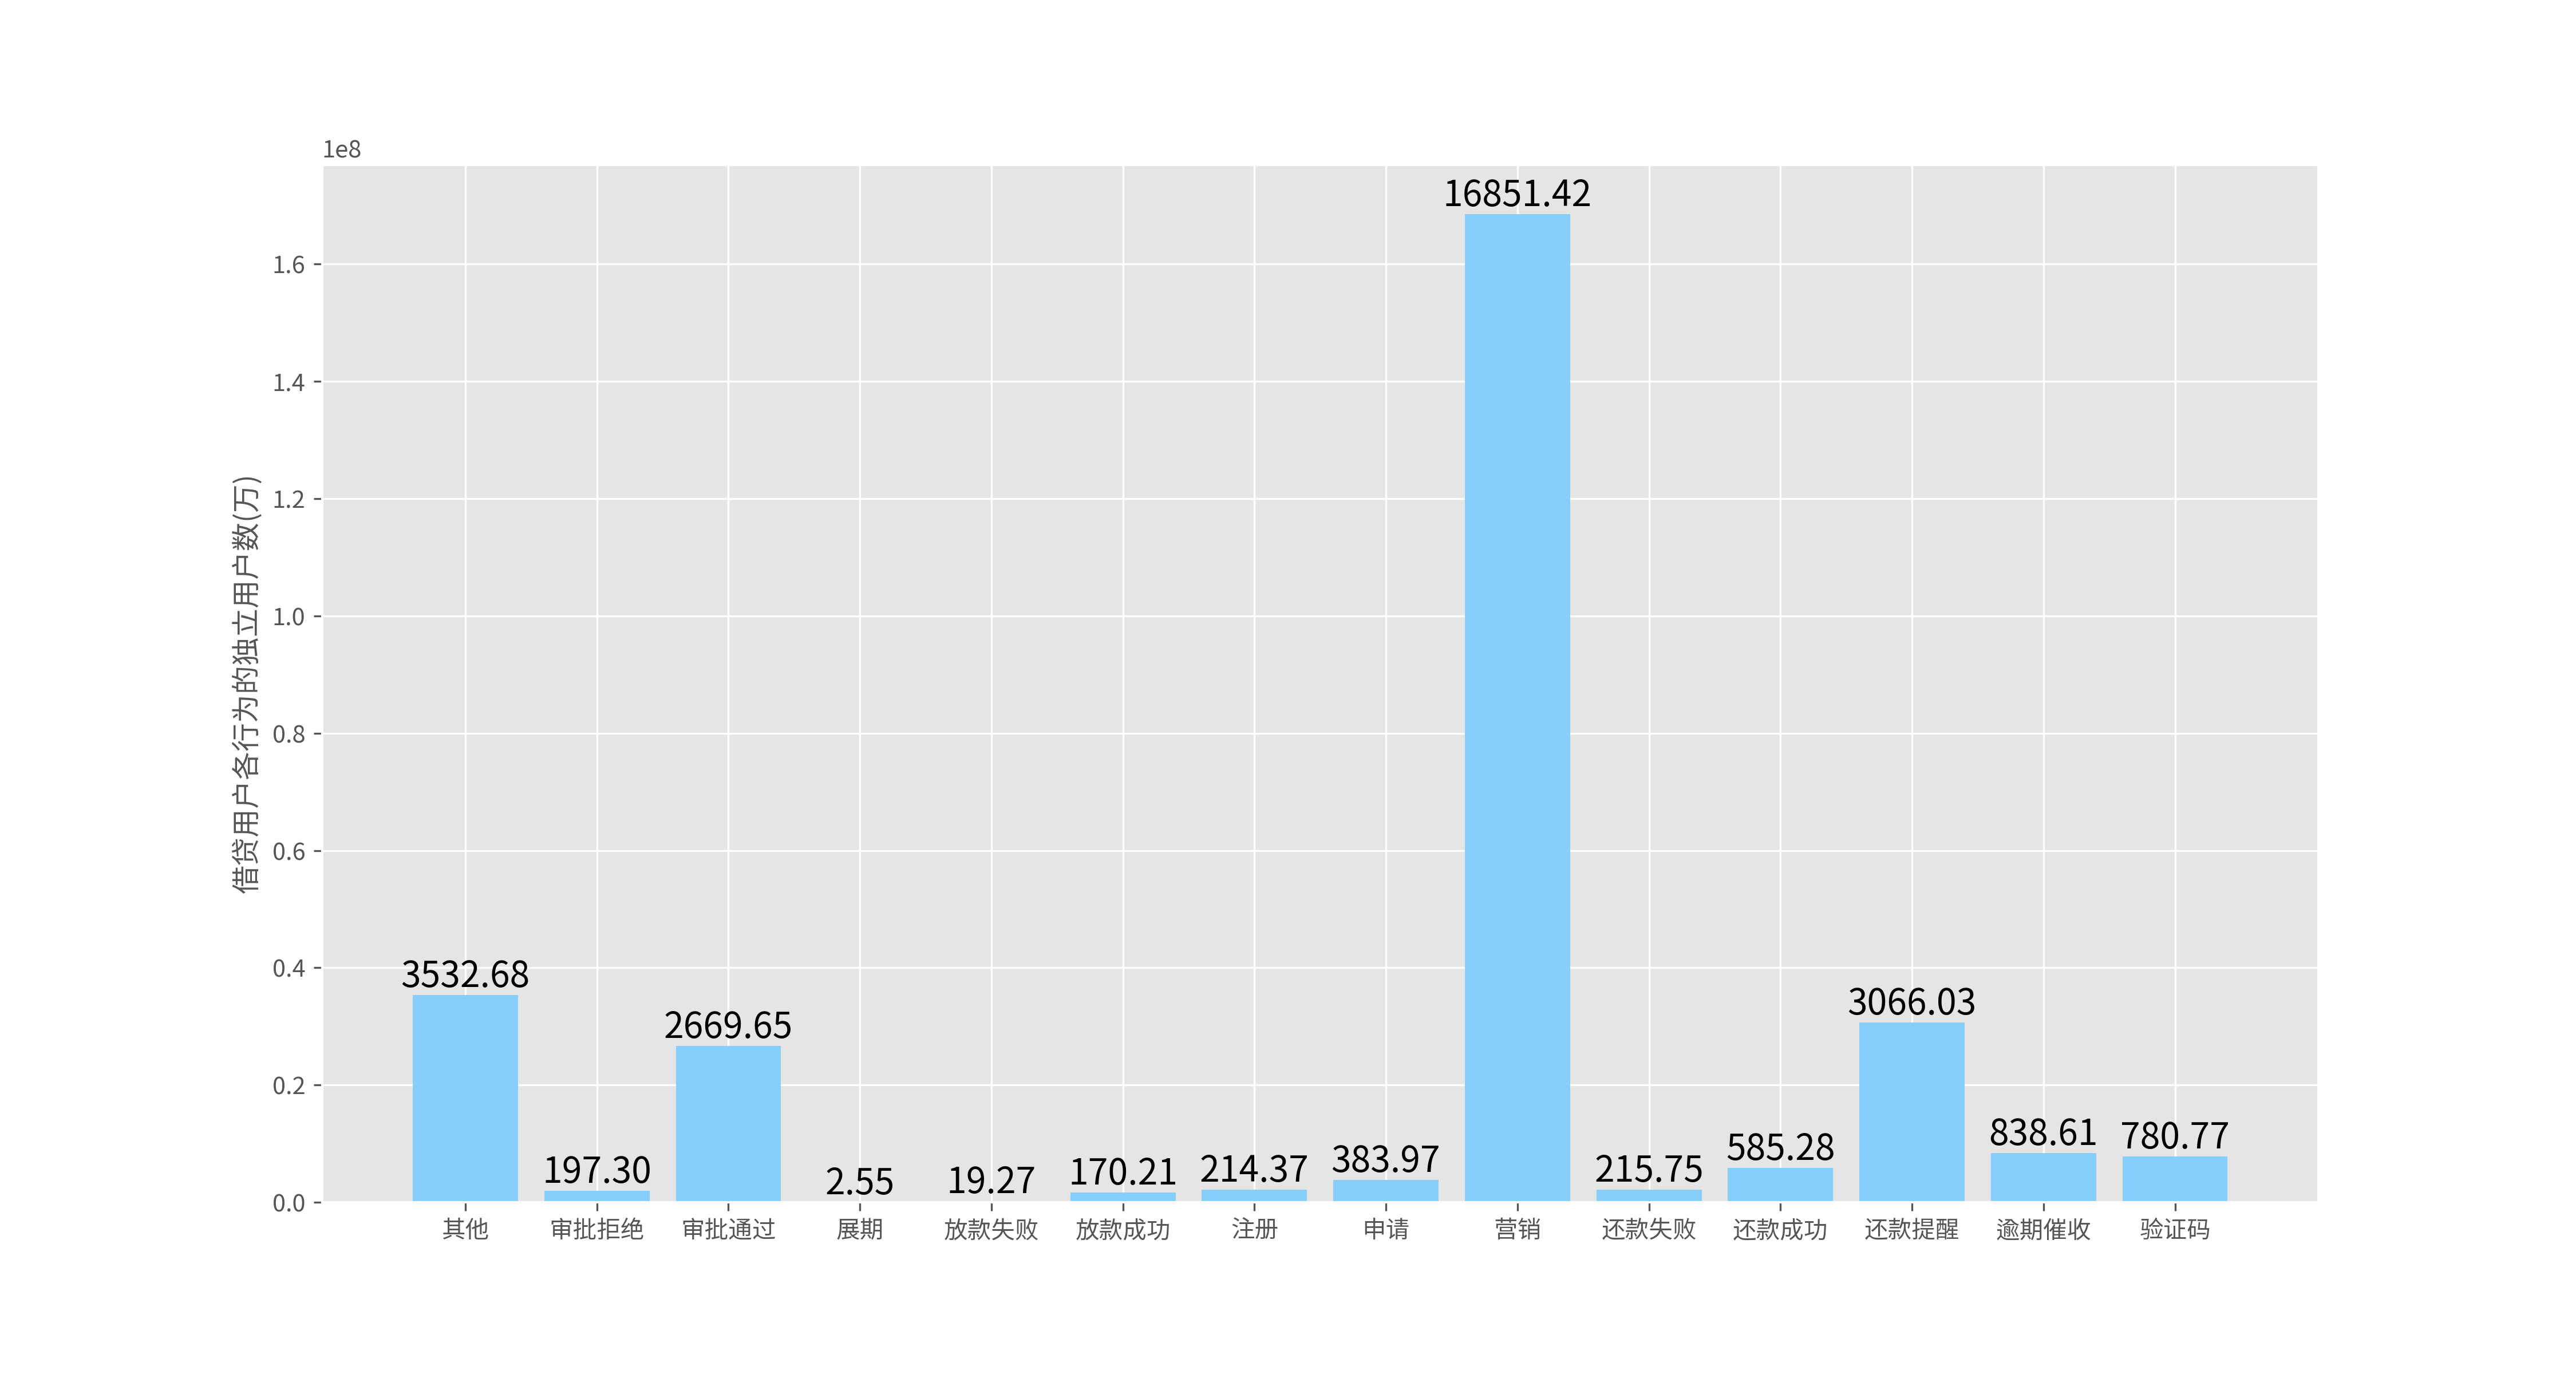 1e8
借贷用户各行为的独立用户数(万)
1.6
1.4
1.2
1.0
0.8
0.6
0.4
0.2
0.0
3532.68
197.30
2669.65
2.55
19.27
170.21
214.37
383.97
16851.42
215.75
585.28
3066.03
838.61
780.77
其他
审批拒绝
审批通过
展期
放款失败
放款成功
注册
申请
营销
还款失败
还款成功
还款提醒
逾期催收
验证码